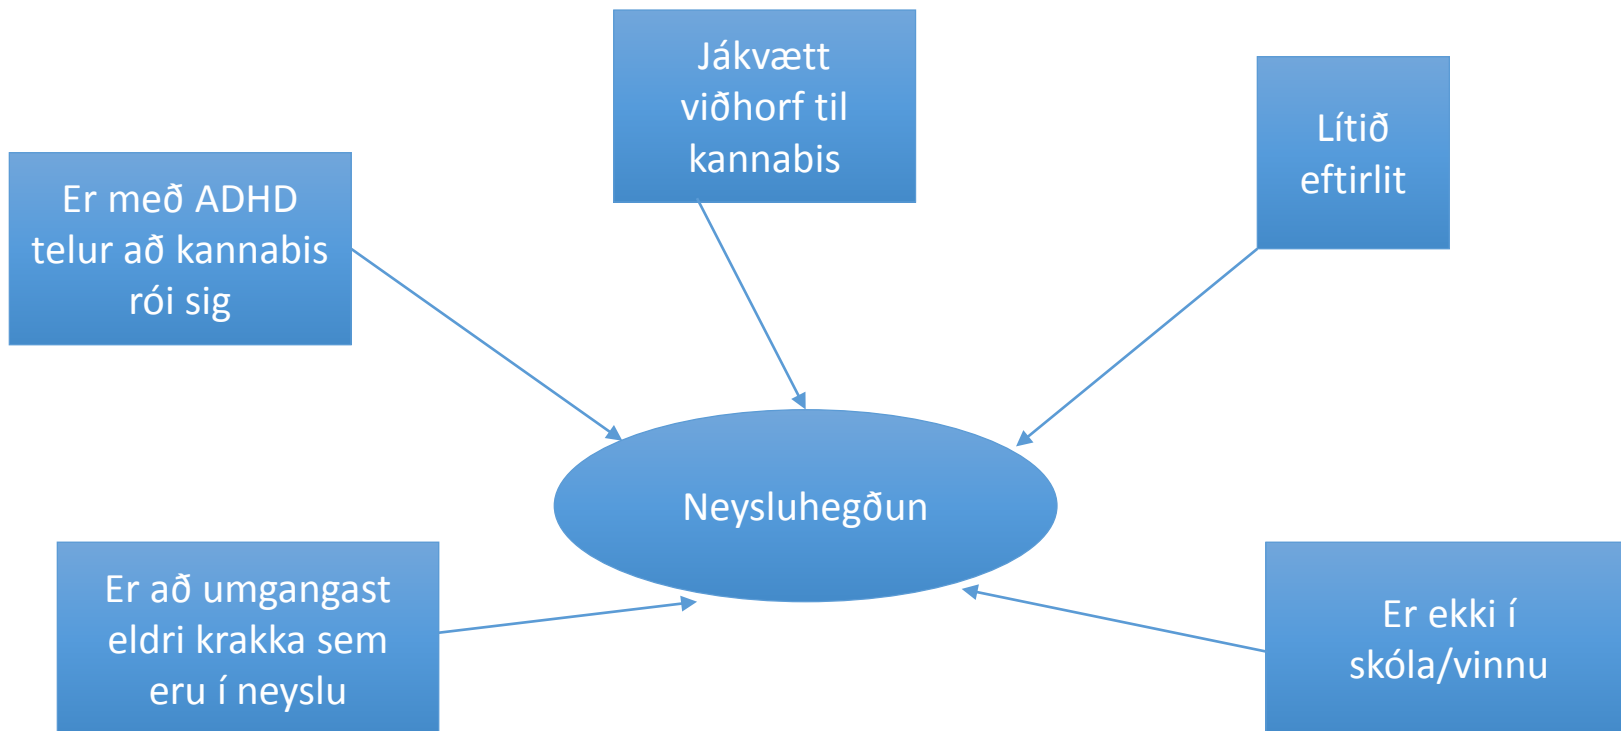 Jákvætt
viðhorf til
kannabis
Lítið
eftirlit
Er með ADHD
telur að kannabis
rói sig
Neysluhegðun
Er að umgangast
eldri krakka sem
eru í neyslu
Er ekki í
skóla/vinnu